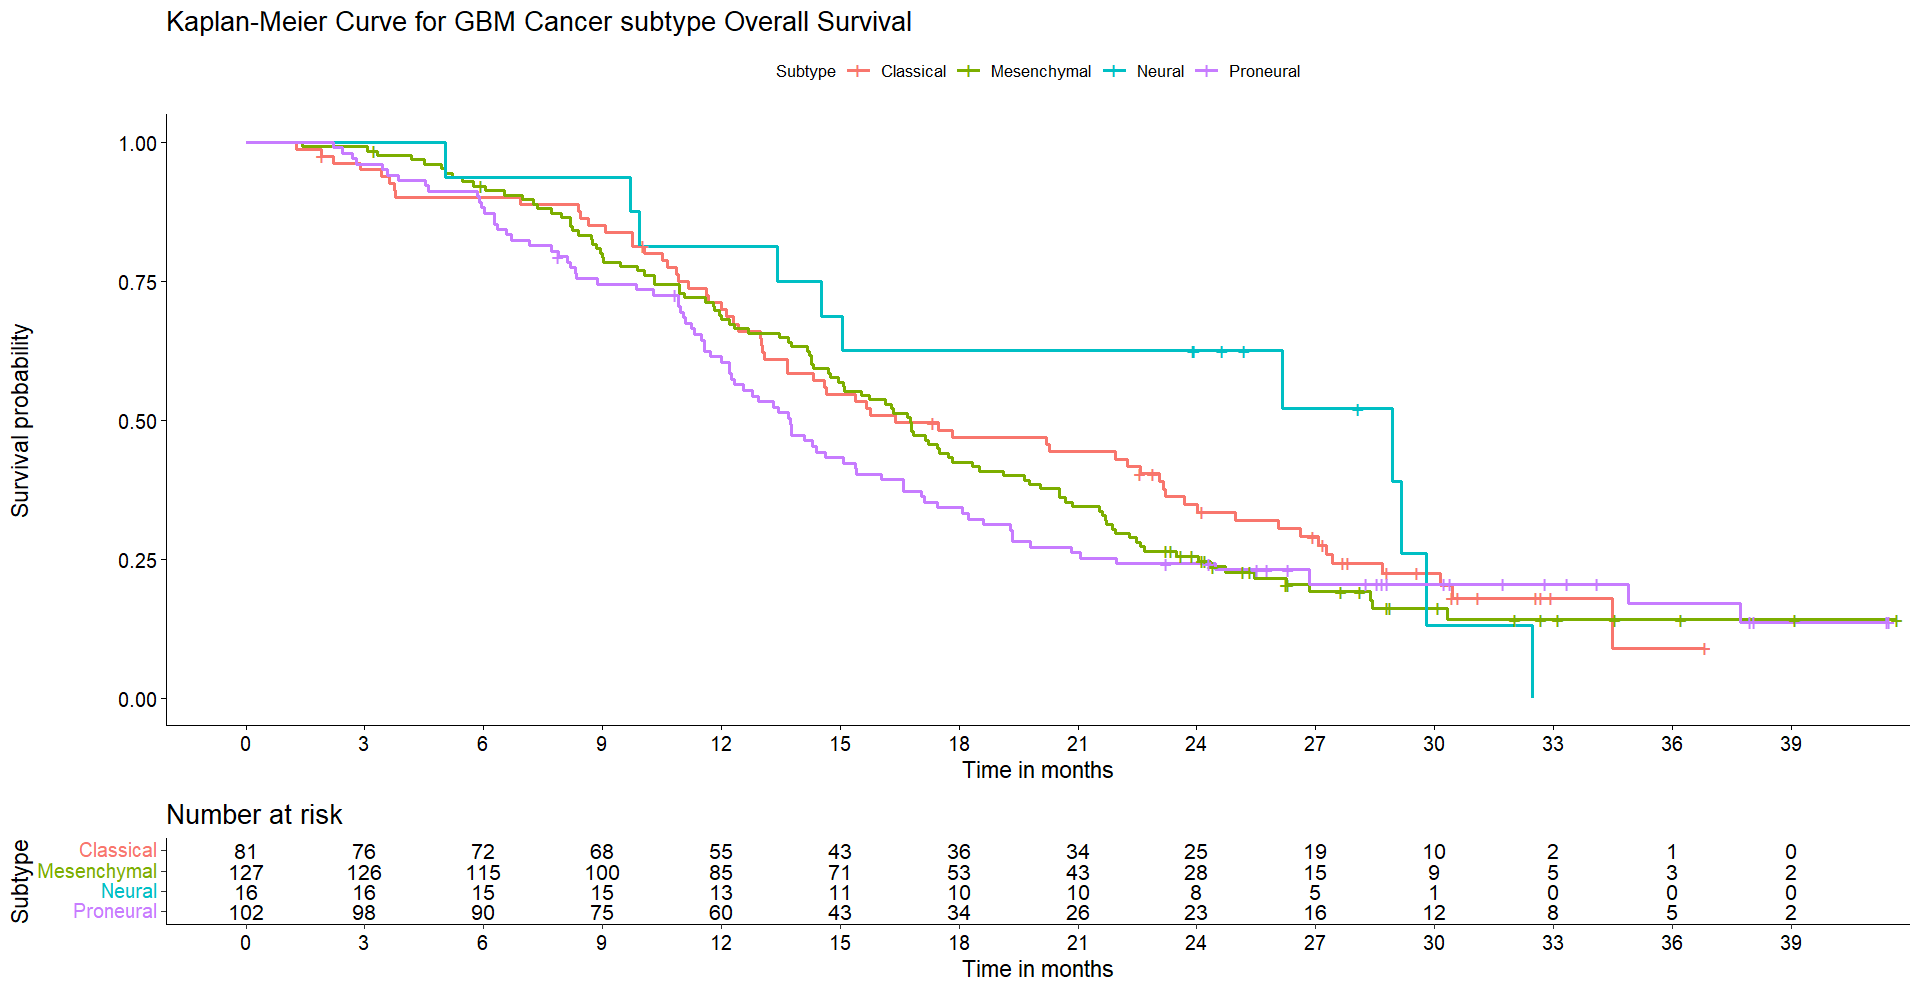 Kaplan-Meier Curve for GBM Cancer subtype Overall Survival
Subtype Classical Mesenchymal Neural Proneural
Survival probability
1.00
0.75
0.50
0.25
0.00
0 3 6 9 12 15 18 21 24 27 30 33 36 39
Time in months
Number at risk
Subtype
Classical 81 76 72 68 55 43 36 34 25 19 10 2 1 0
Mesenchymal 127 126 115 100 85 71 53 43 28 15 9 5 3 2
Neural 16 16 15 15 13 11 10 10 8 5 1 0 0 0
Proneural 102 98 90 75 60 43 34 26 23 16 12 8 5 2
0 3 6 9 12 15 18 21 24 27 30 33 36 39
Time in months